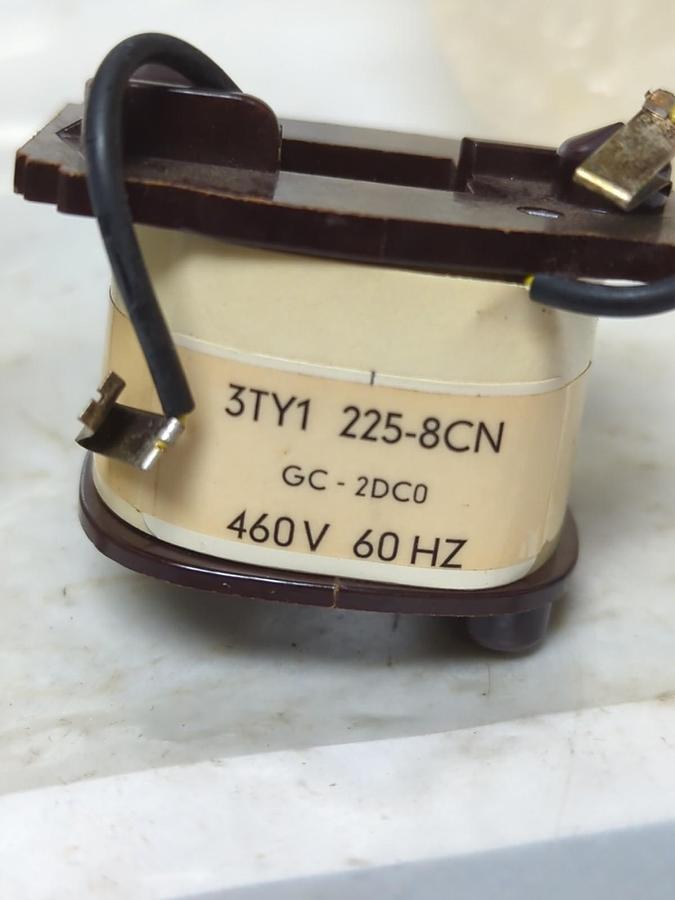 3TY1 225-8CN
GC - 2DC0
460V 60 HZ